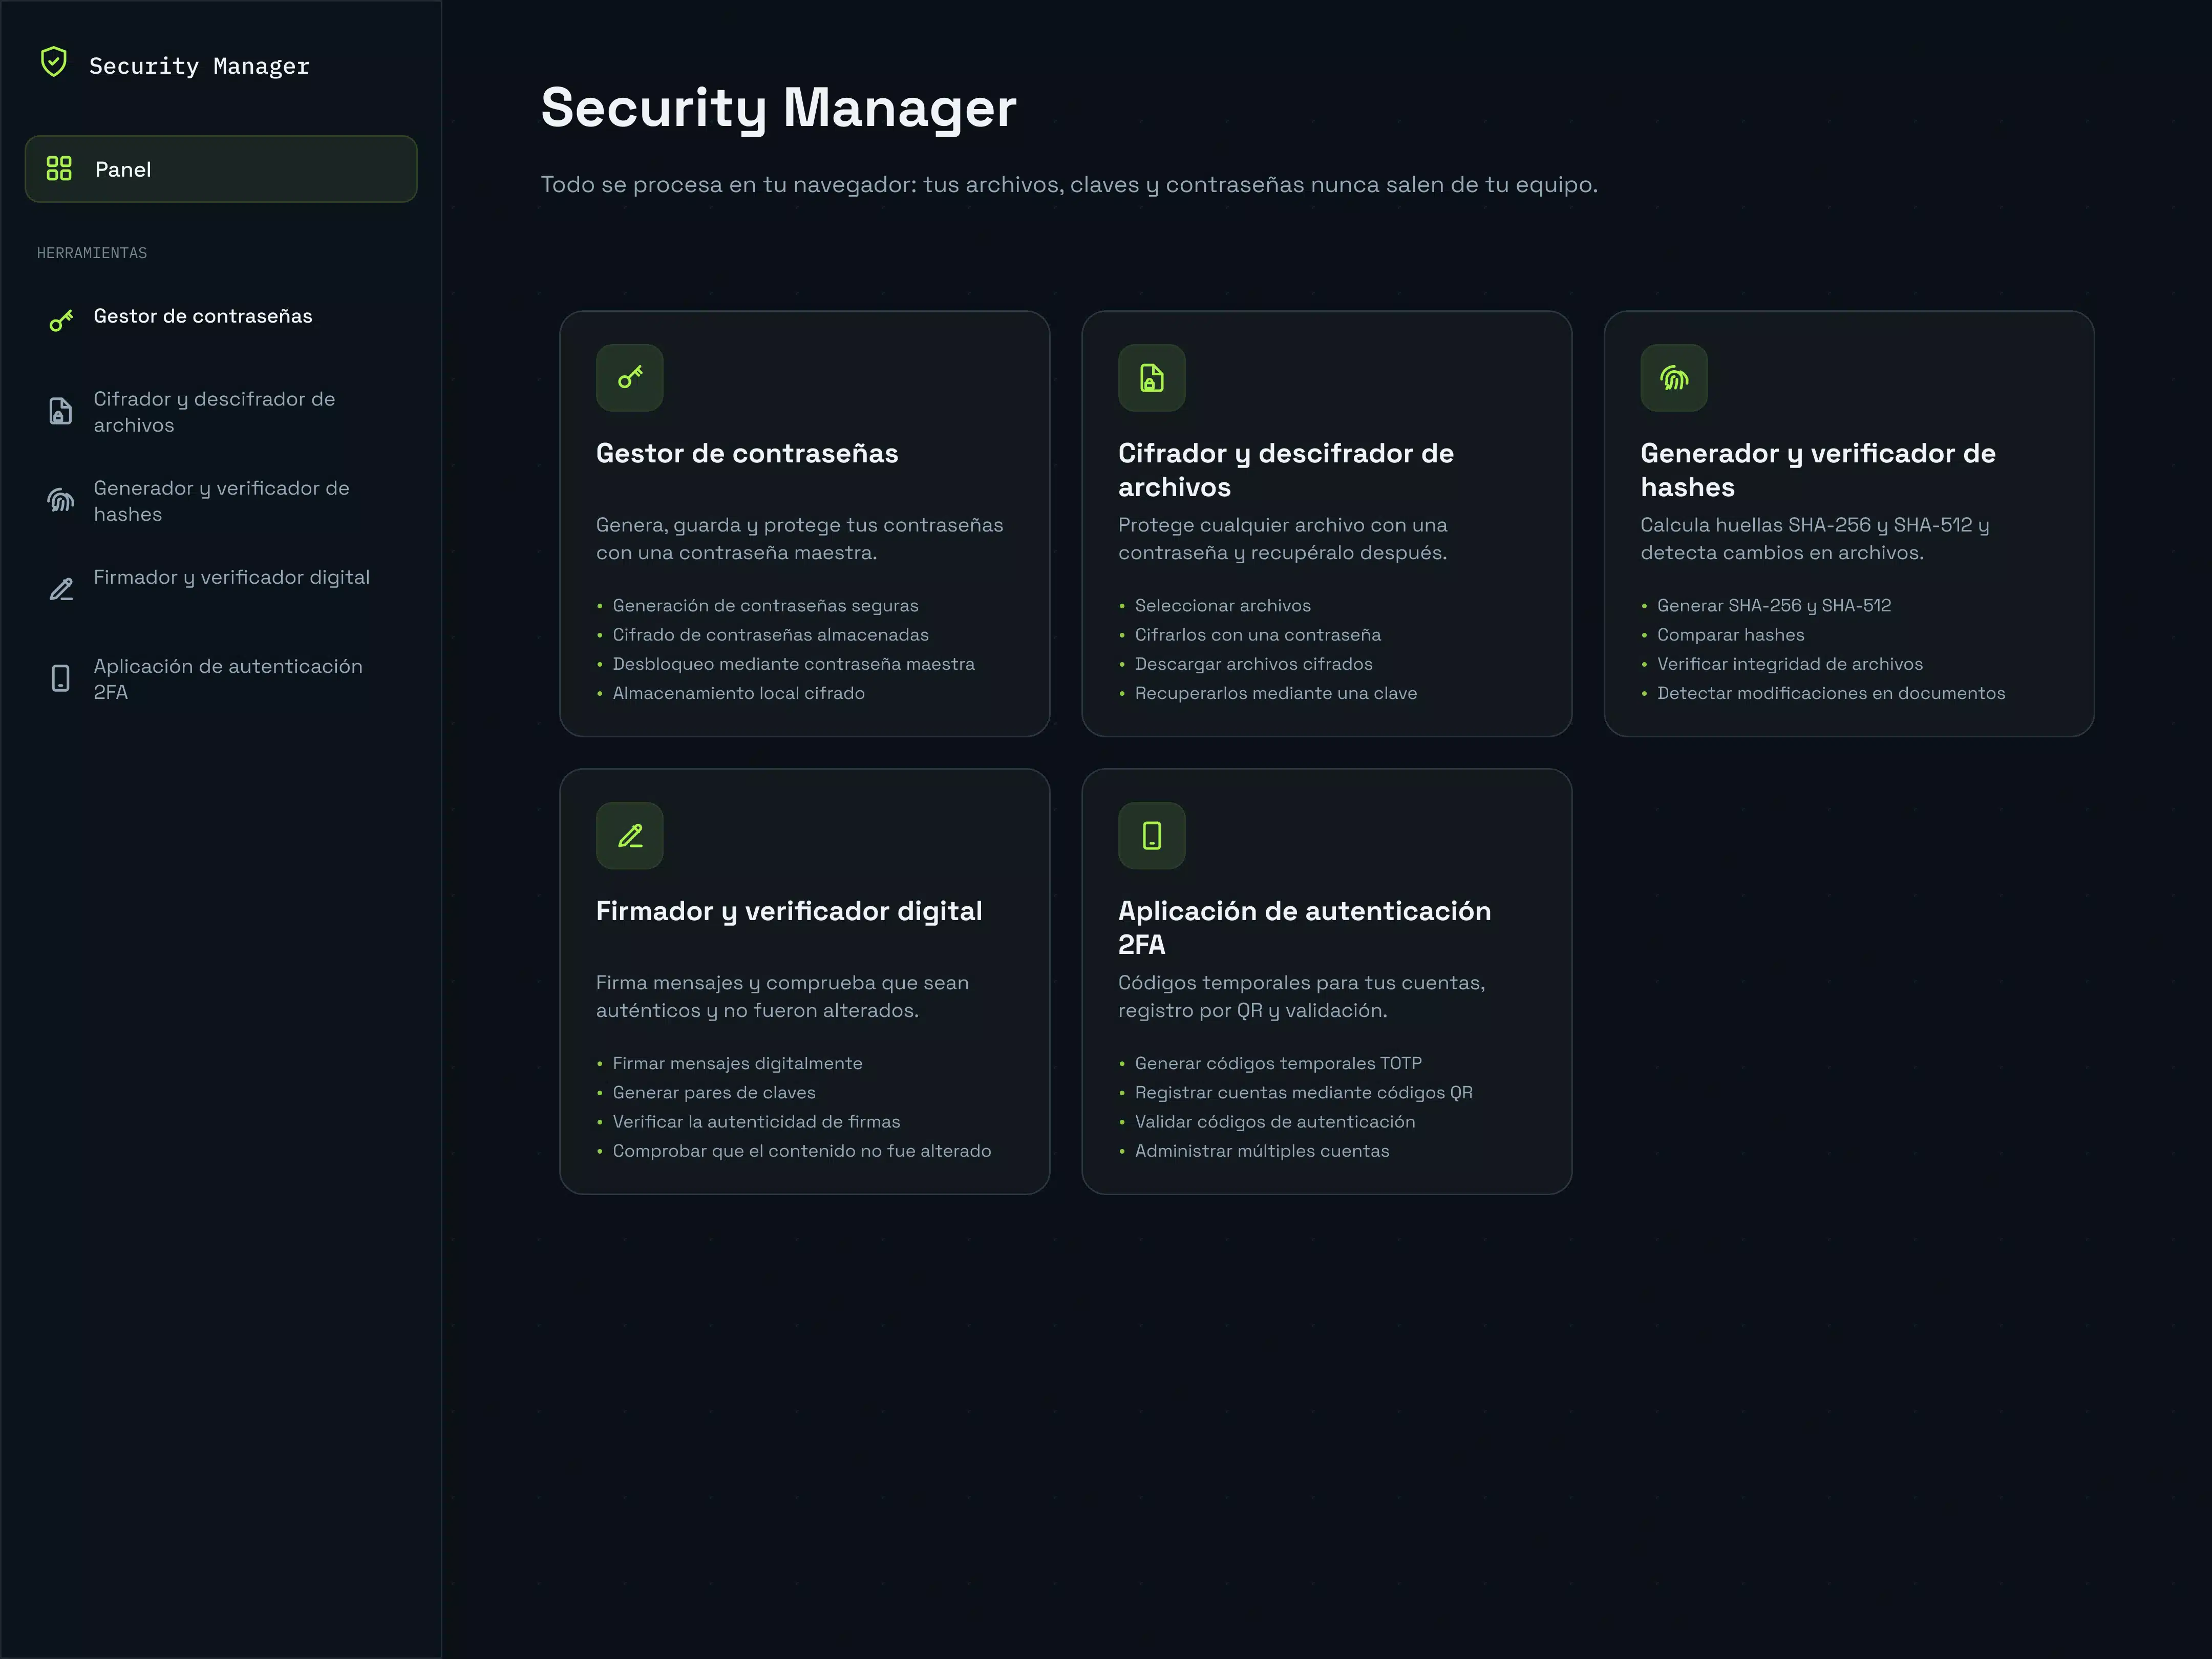 Security Manager
Panel
HERRAMIENTAS
Gestor de contraseñas
Cifrador y descifrador de
archivos
Generador y verificador de
hashes
Firmador y verificador digital
Aplicación de autenticación
2FA
Security Manager
Todo se procesa en tu navegador: tus archivos, claves y contraseñas nunca salen de tu equipo.
Gestor de contraseñas
Genera, guarda y protege tus contraseñas
con una contraseña maestra.
• Generación de contraseñas seguras
• Cifrado de contraseñas almacenadas
• Desbloqueo mediante contraseña maestra
• Almacenamiento local cifrado
Cifrador y descifrador de
archivos
Protege cualquier archivo con una
contraseña y recupéralo después.
• Seleccionar archivos
• Cifrarlos con una contraseña
• Descargar archivos cifrados
• Recuperarlos mediante una clave
Generador y verificador de
hashes
Calcula huellas SHA-256 y SHA-512 y
detecta cambios en archivos.
• Generar SHA-256 y SHA-512
• Comparar hashes
• Verificar integridad de archivos
• Detectar modificaciones en documentos
Firmador y verificador digital
Firma mensajes y comprueba que sean
auténticos y no fueron alterados.
• Firmar mensajes digitalmente
• Generar pares de claves
• Verificar la autenticidad de firmas
• Comprobar que el contenido no fue alterado
Aplicación de autenticación
2FA
Códigos temporales para tus cuentas,
registro por QR y validación.
• Generar códigos temporales TOTP
• Registrar cuentas mediante códigos QR
• Validar códigos de autenticación
• Administrar múltiples cuentas